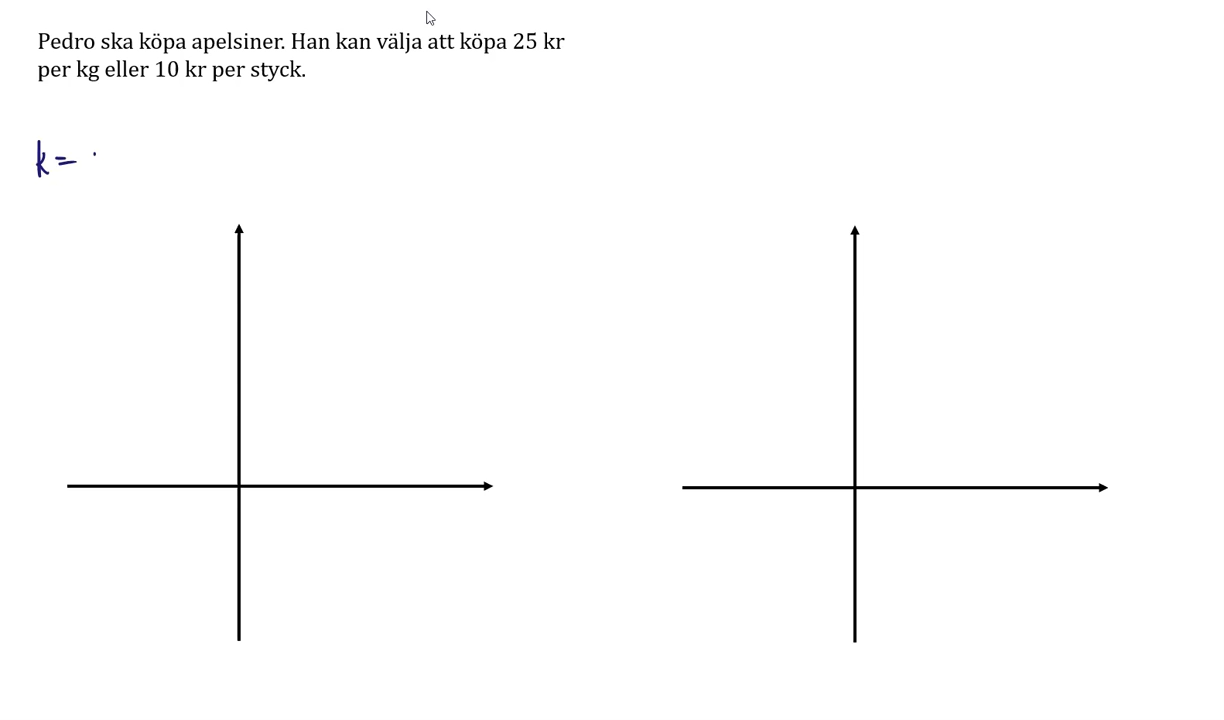 Pedro ska köpa apelsiner. Han kan välja att köpa 25 kr
per kg eller 10 kr per styck.
k = .